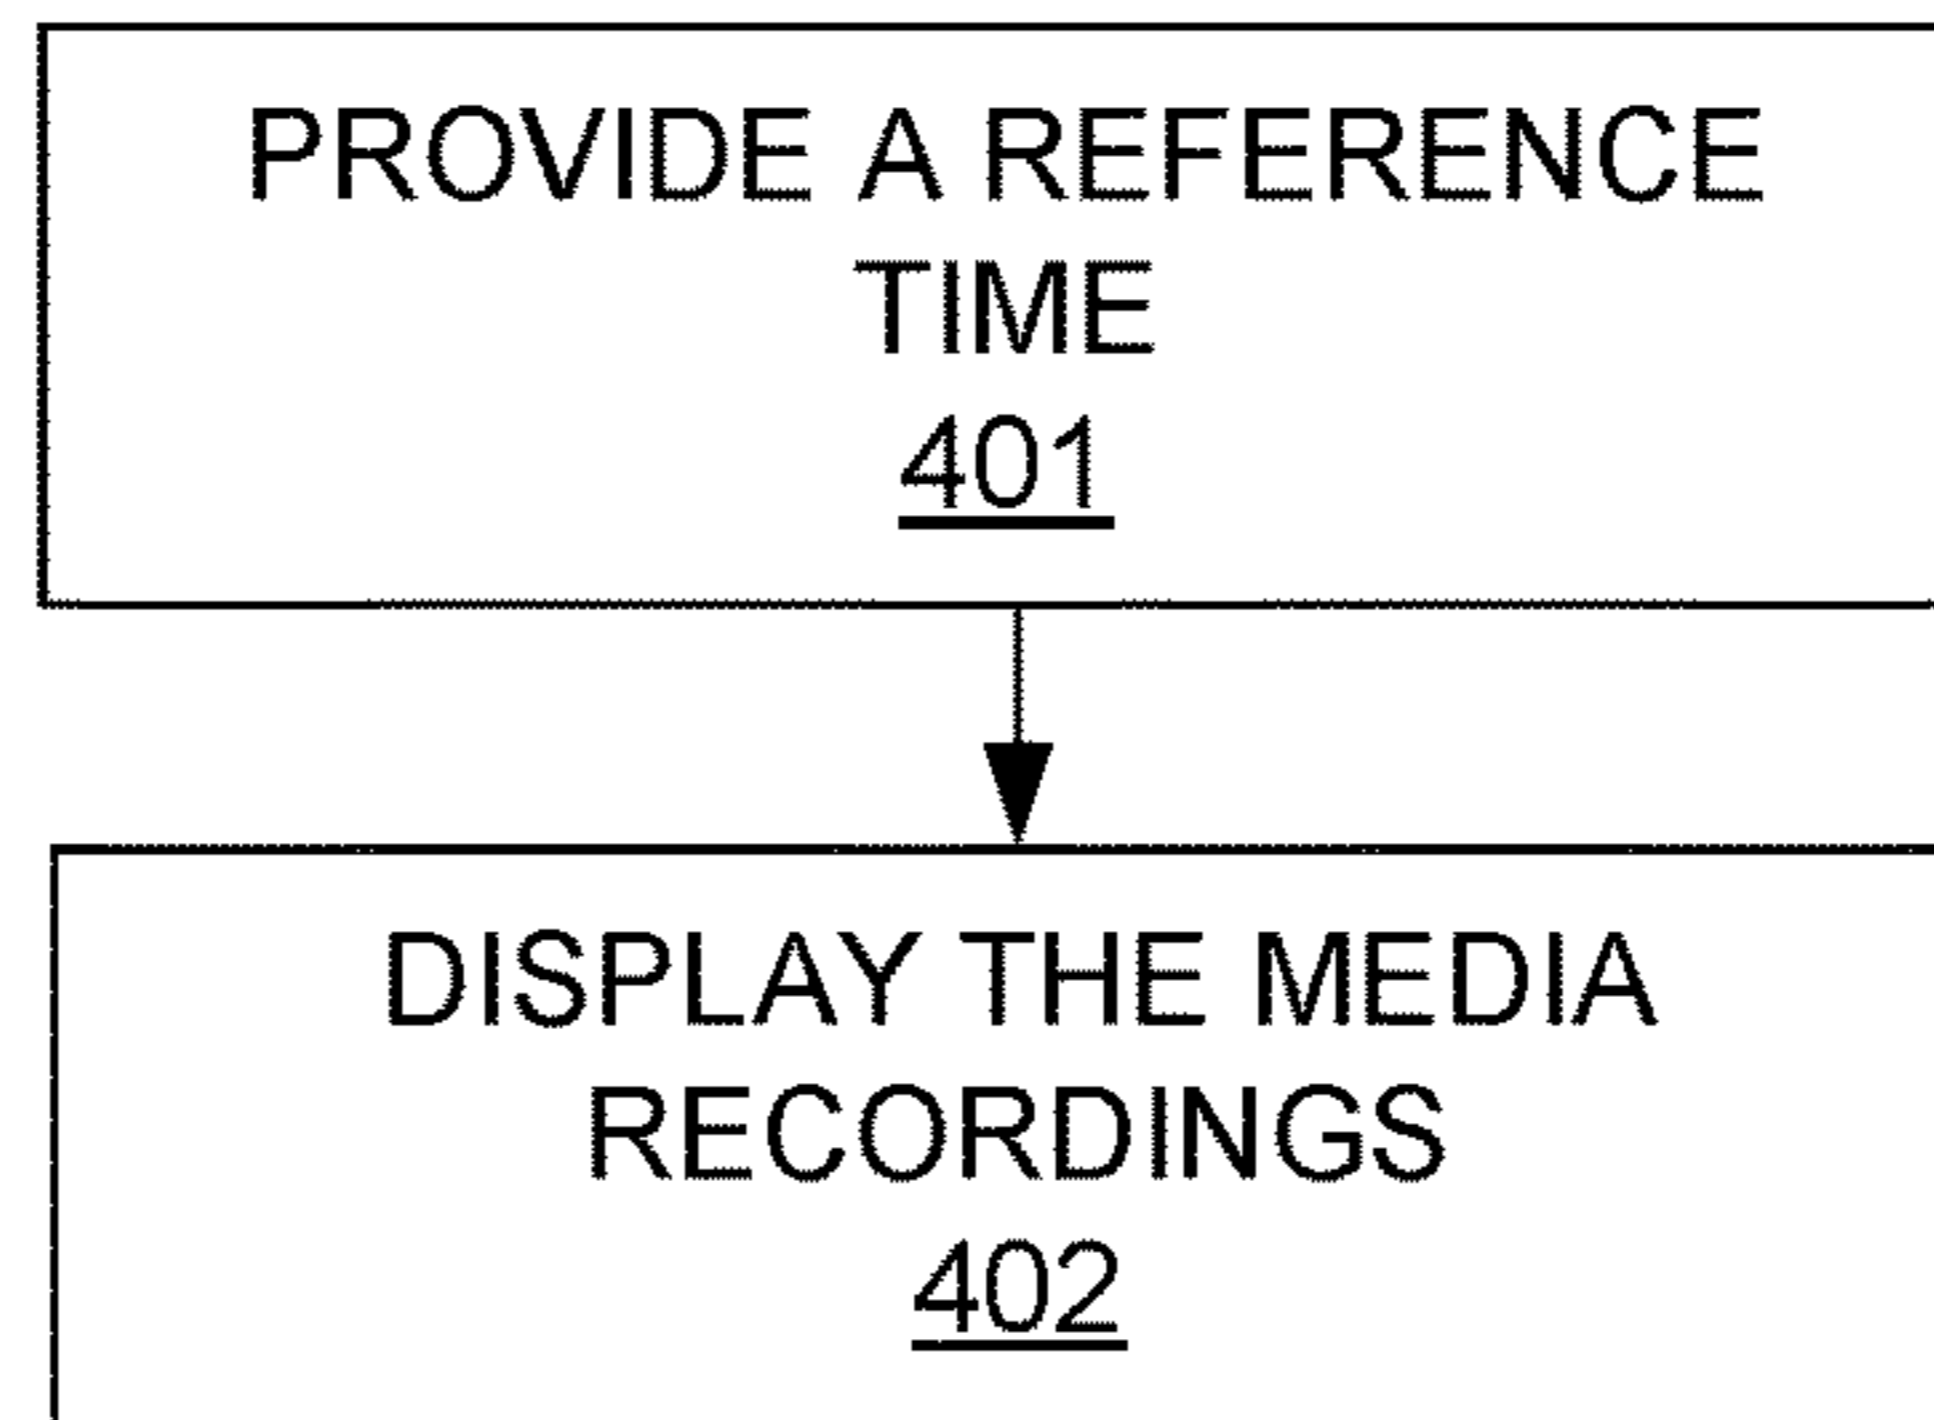 PROVIDE A REFERENCE
TIME
401
DISPLAY THE MEDIA
RECORDINGS
402